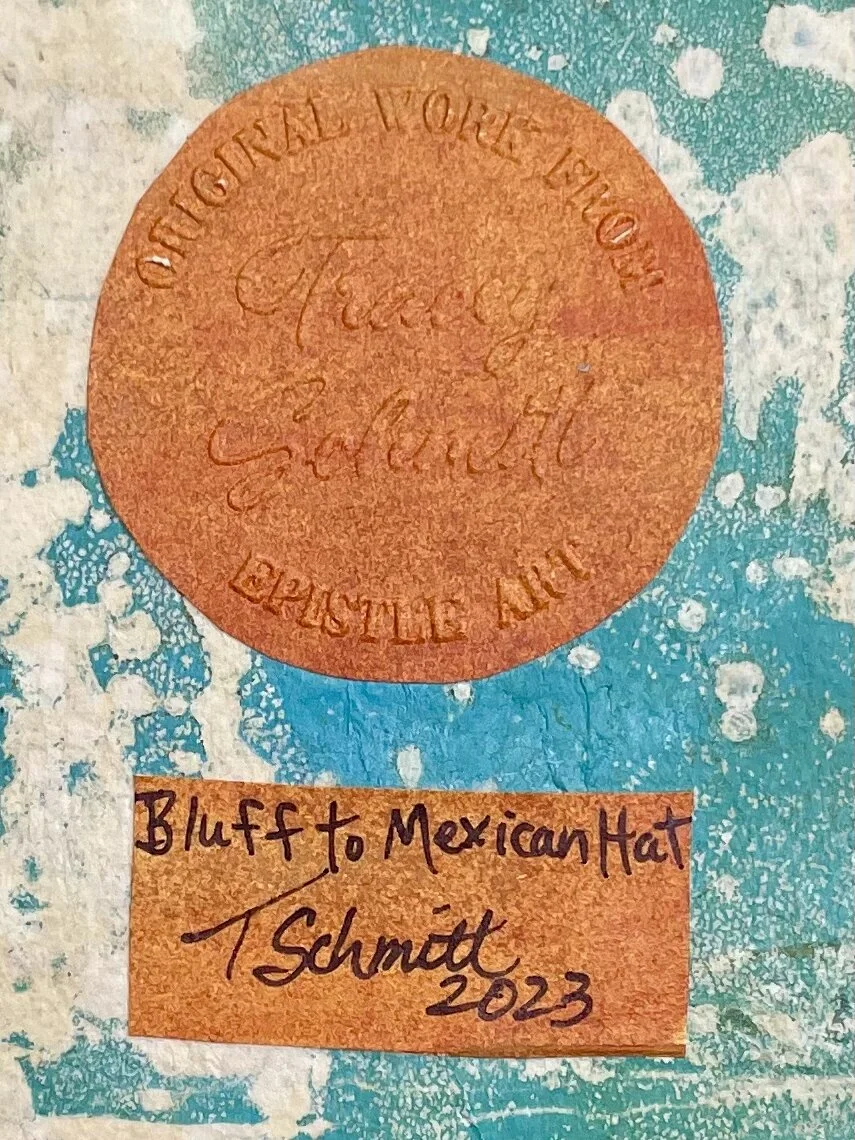 ORIGINAL WORK FROM
Tracey
Schmitt
EPISTLE ART
Bluff to Mexican Hat
T Schmitt
2023